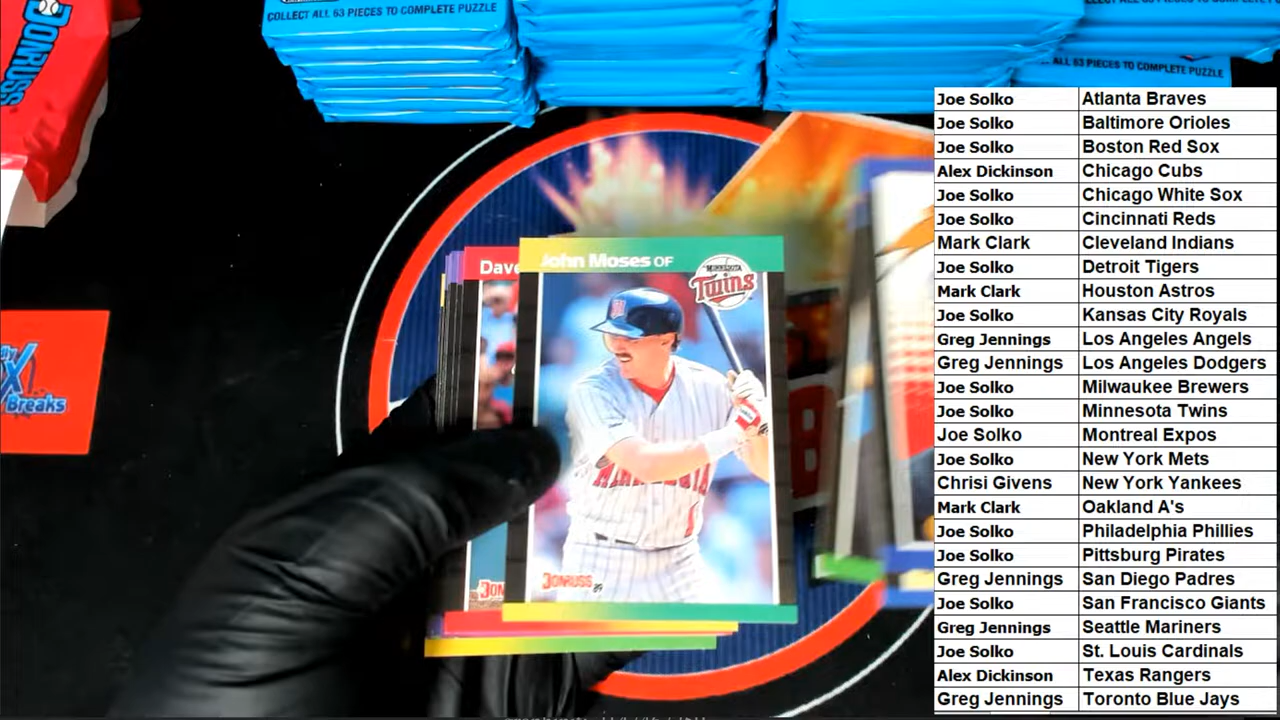 COLLECT ALL 63 PIECES TO COMPLETE PUZZLE
ALL 63 PIECES TO COMPLETE PUZZLE
DONRUSS
Breaks
Dave
John Moses OF
MINNESOTA
Twins
DONRUSS 89
DON
Joe Solko Atlanta Braves
Joe Solko Baltimore Orioles
Joe Solko Boston Red Sox
Alex Dickinson Chicago Cubs
Joe Solko Chicago White Sox
Joe Solko Cincinnati Reds
Mark Clark Cleveland Indians
Joe Solko Detroit Tigers
Mark Clark Houston Astros
Joe Solko Kansas City Royals
Greg Jennings Los Angeles Angels
Greg Jennings Los Angeles Dodgers
Joe Solko Milwaukee Brewers
Joe Solko Minnesota Twins
Joe Solko Montreal Expos
Joe Solko New York Mets
Chrisi Givens New York Yankees
Mark Clark Oakland A's
Joe Solko Philadelphia Phillies
Joe Solko Pittsburg Pirates
Greg Jennings San Diego Padres
Joe Solko San Francisco Giants
Greg Jennings Seattle Mariners
Joe Solko St. Louis Cardinals
Alex Dickinson Texas Rangers
Greg Jennings Toronto Blue Jays